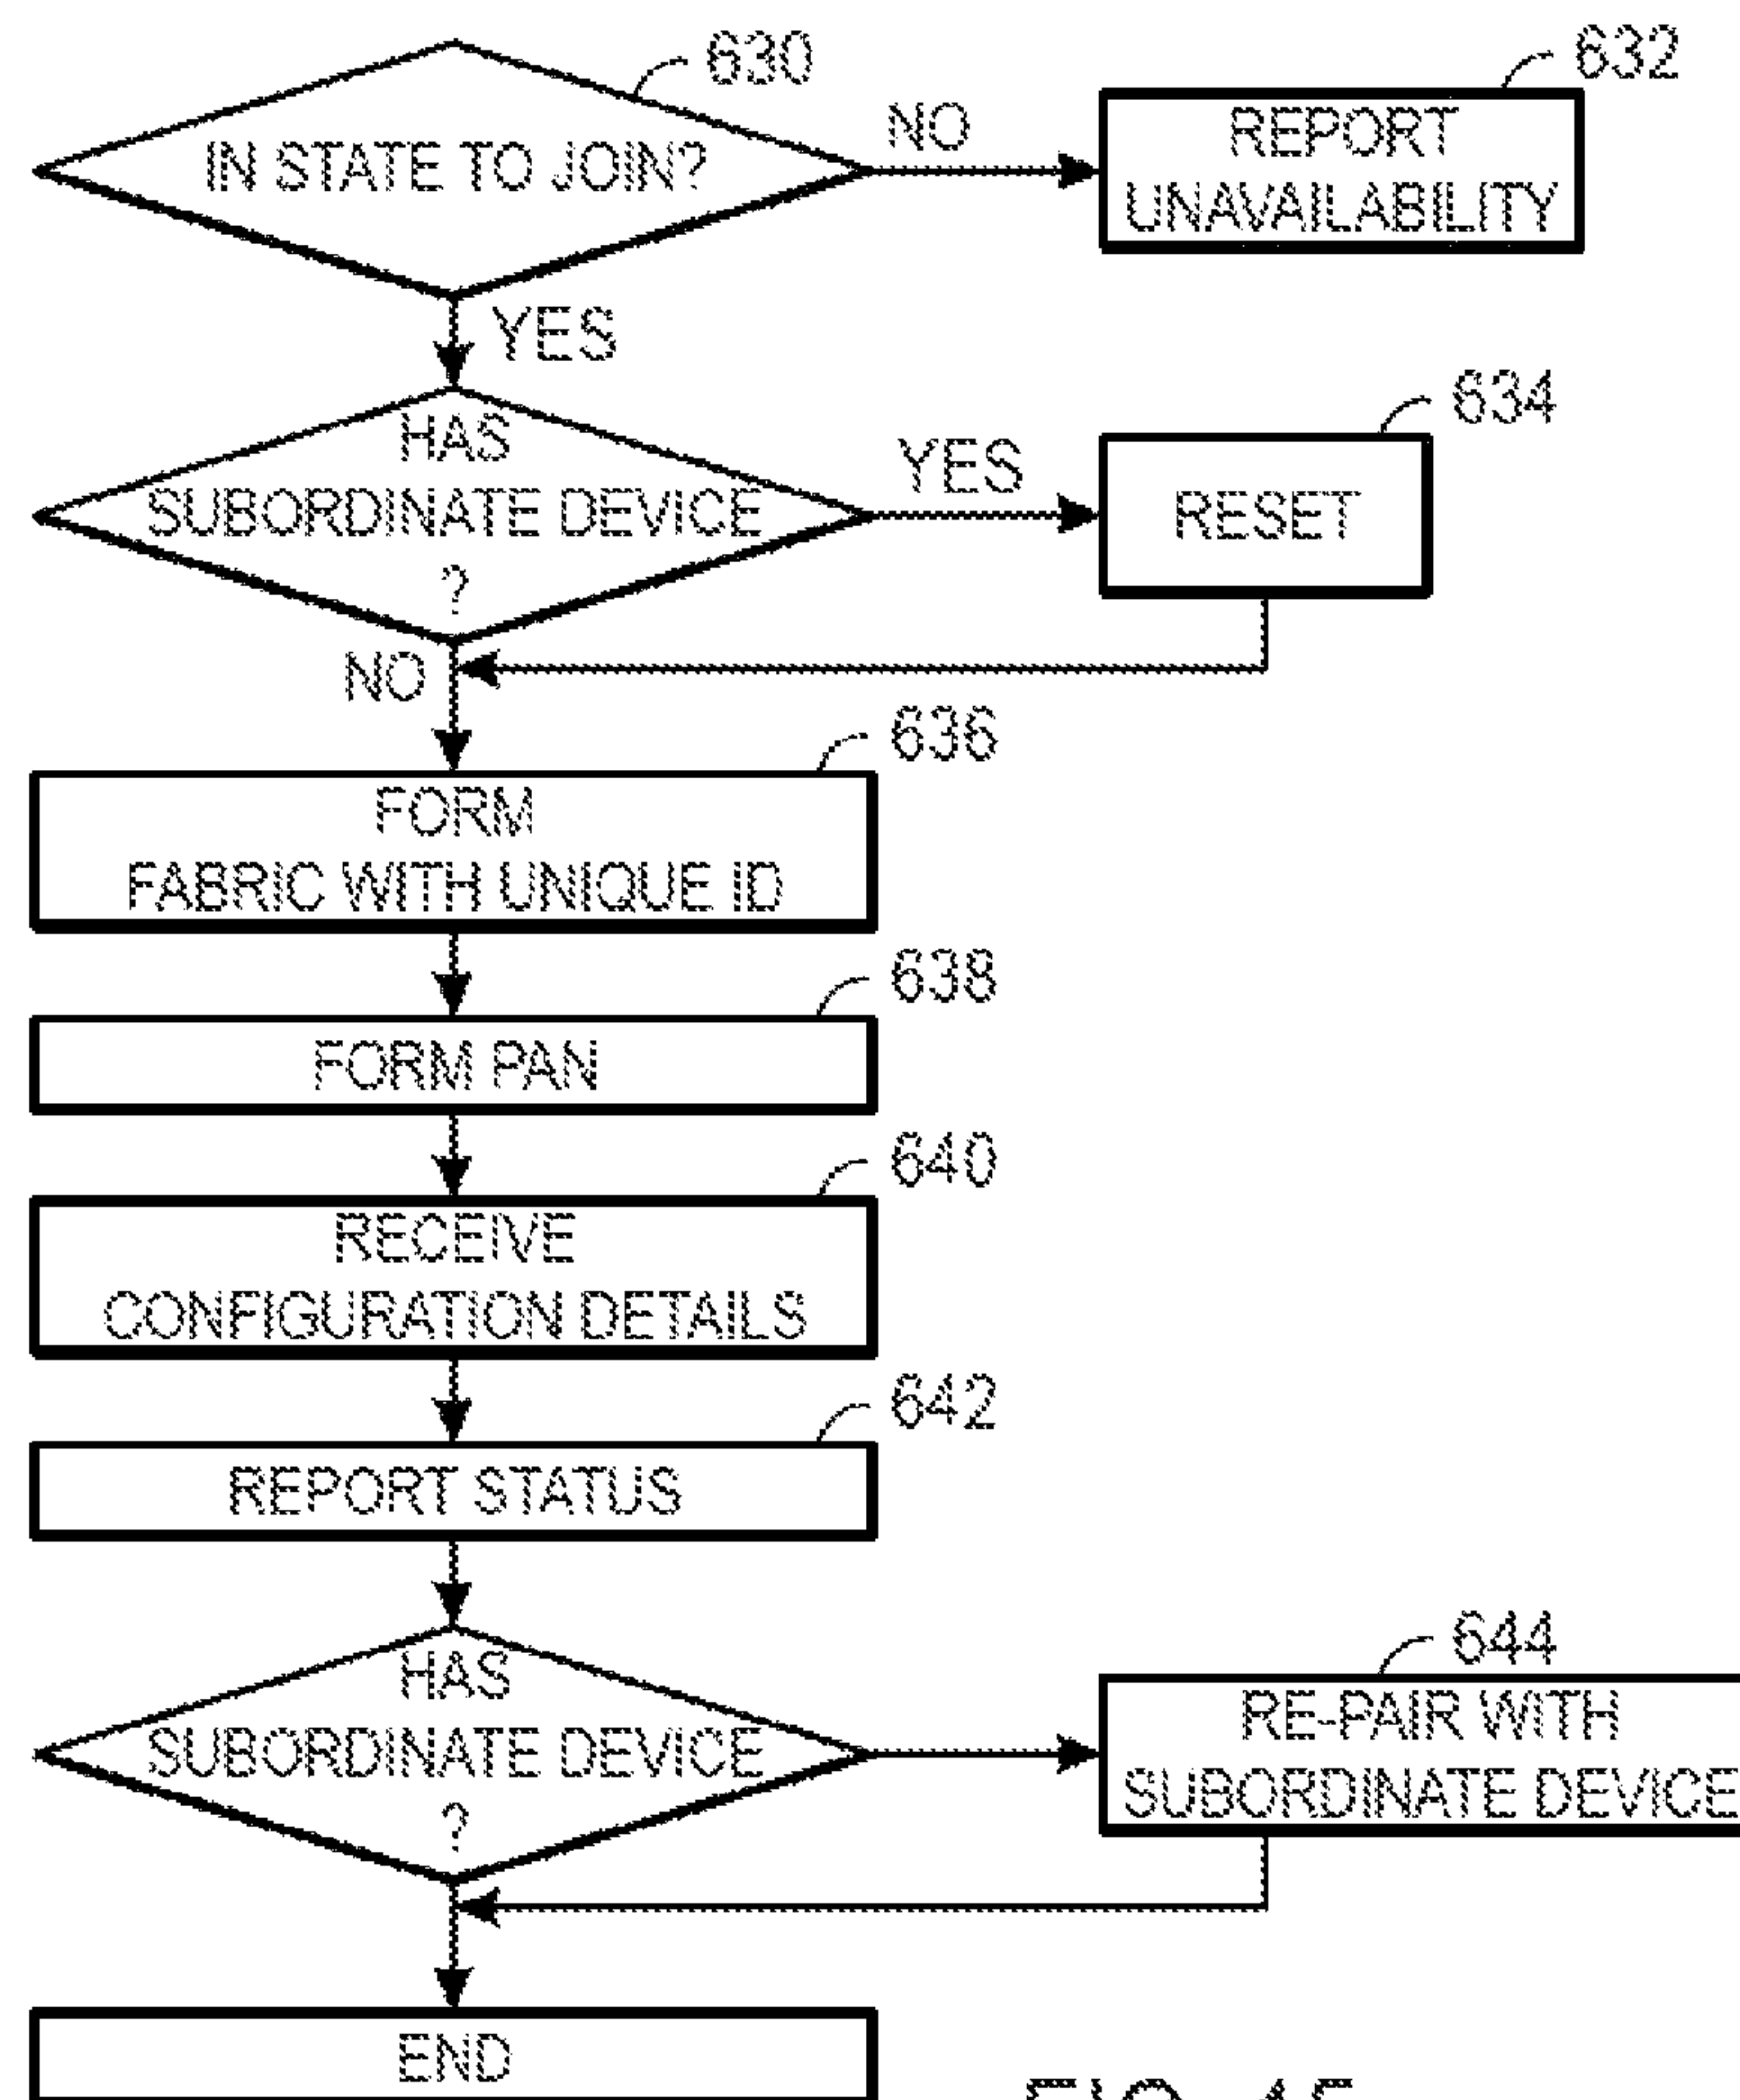 630
IN STATE TO JOIN?
NO
632
REPORT
UNAVAILABILITY
YES
HAS
SUBORDINATE DEVICE
?
YES
634
RESET
NO
636
FORM
FABRIC WITH UNIQUE ID
638
FORM PAN
640
RECEIVE
CONFIGURATION DETAILS
642
REPORT STATUS
HAS
SUBORDINATE DEVICE
?
644
RE-PAIR WITH
SUBORDINATE DEVICE
END